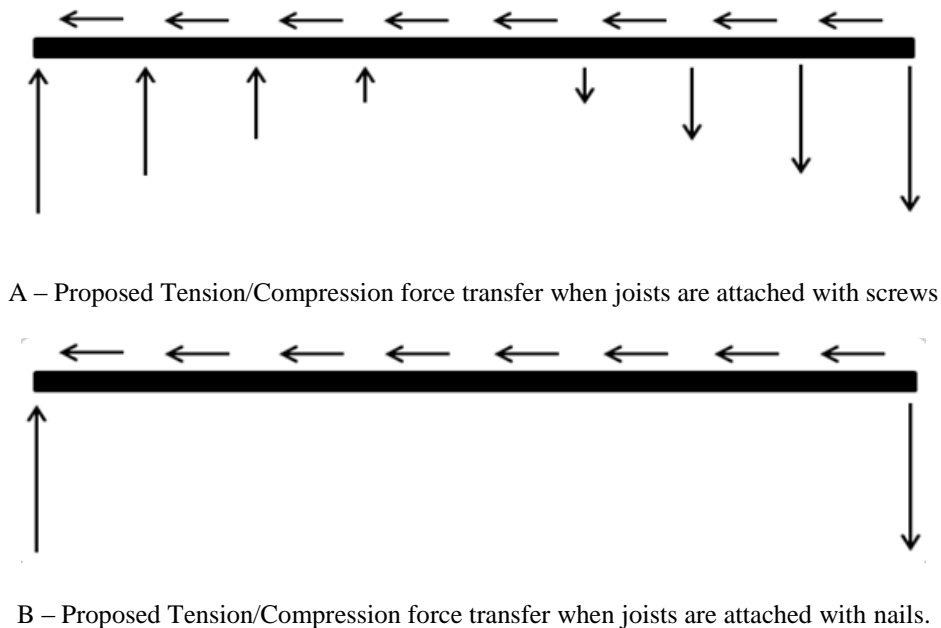 A – Proposed Tension/Compression force transfer when joists are attached with screws
B – Proposed Tension/Compression force transfer when joists are attached with nails.